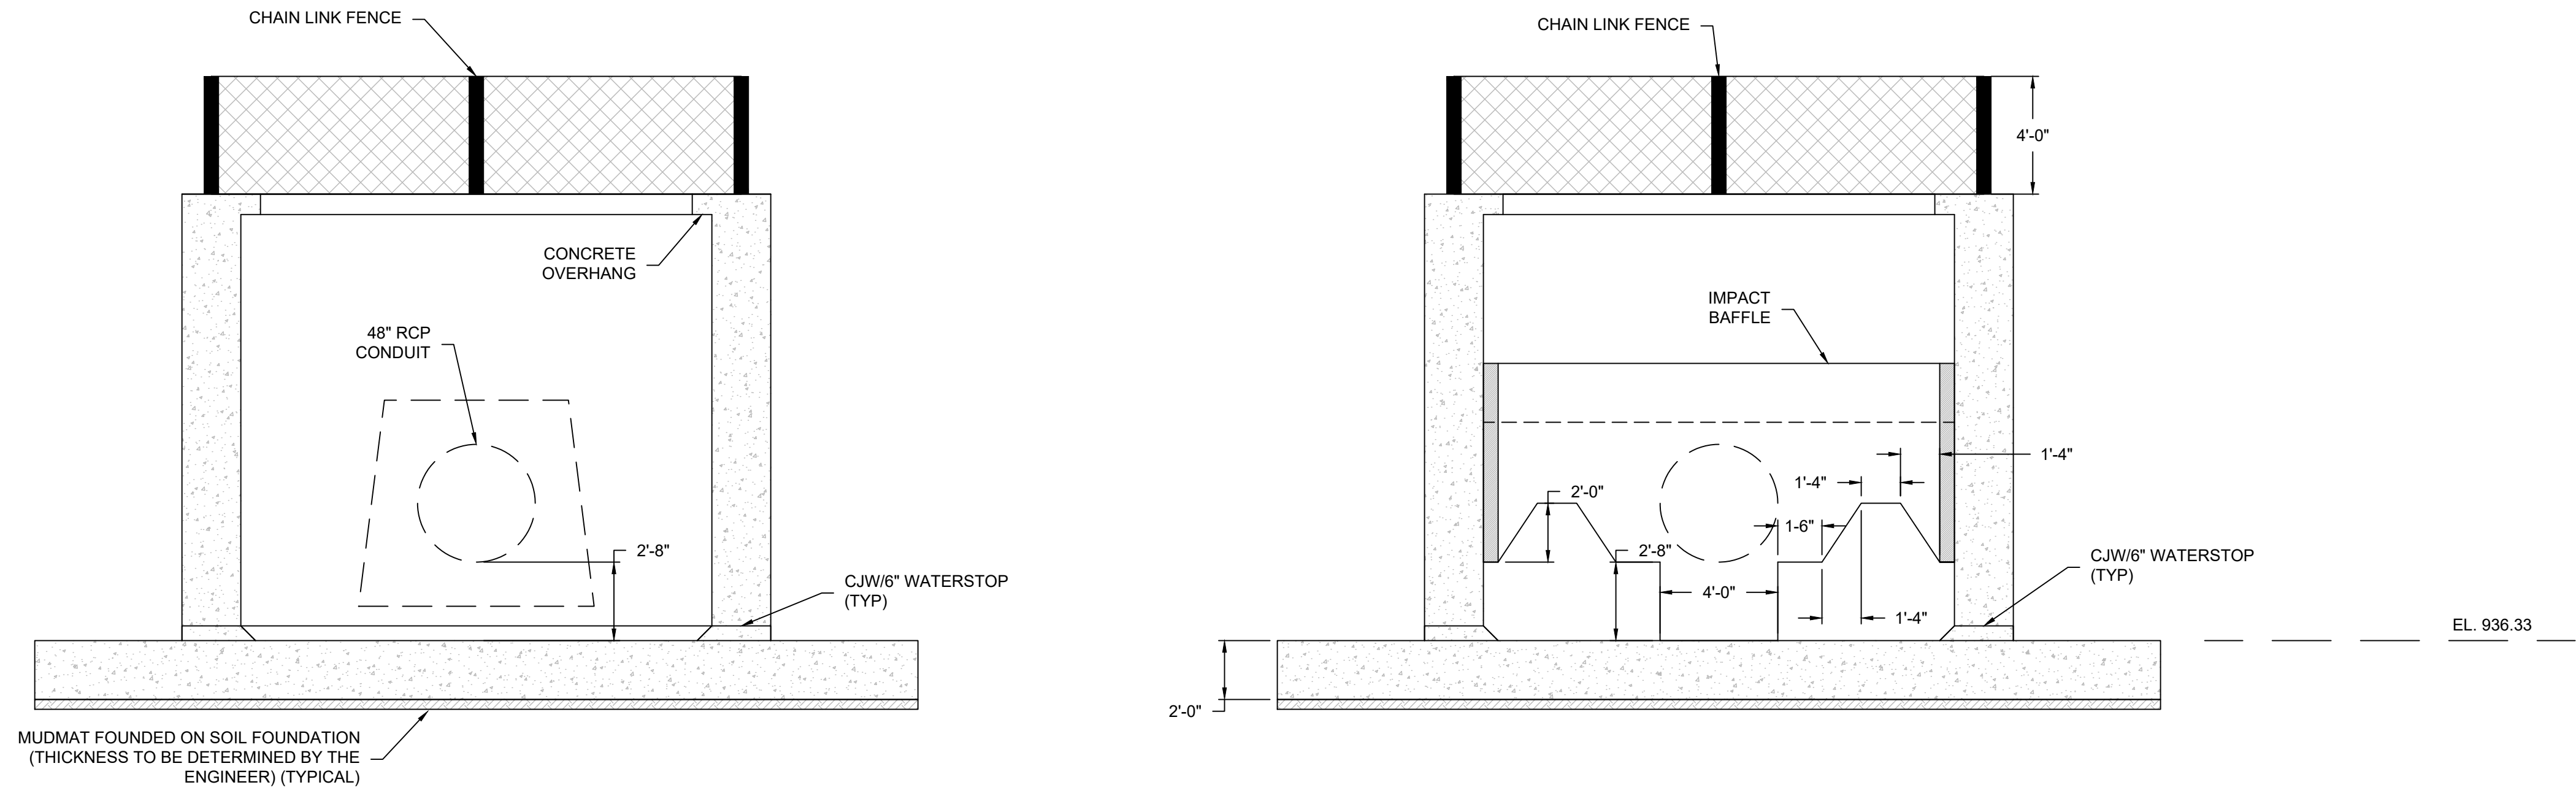 CHAIN LINK FENCE
CONCRETE
OVERHANG
48" RCP
CONDUIT
2'-8"
CJW/6" WATERSTOP
(TYP)
MUDMAT FOUNDED ON SOIL FOUNDATION
(THICKNESS TO BE DETERMINED BY THE
ENGINEER) (TYPICAL)
CHAIN LINK FENCE
4'-0"
IMPACT
BAFFLE
1'-4"
1'-4"
2'-0"
1-6"
2'-8"
4'-0"
1'-4"
CJW/6" WATERSTOP
(TYP)
EL. 936.33
2'-0"